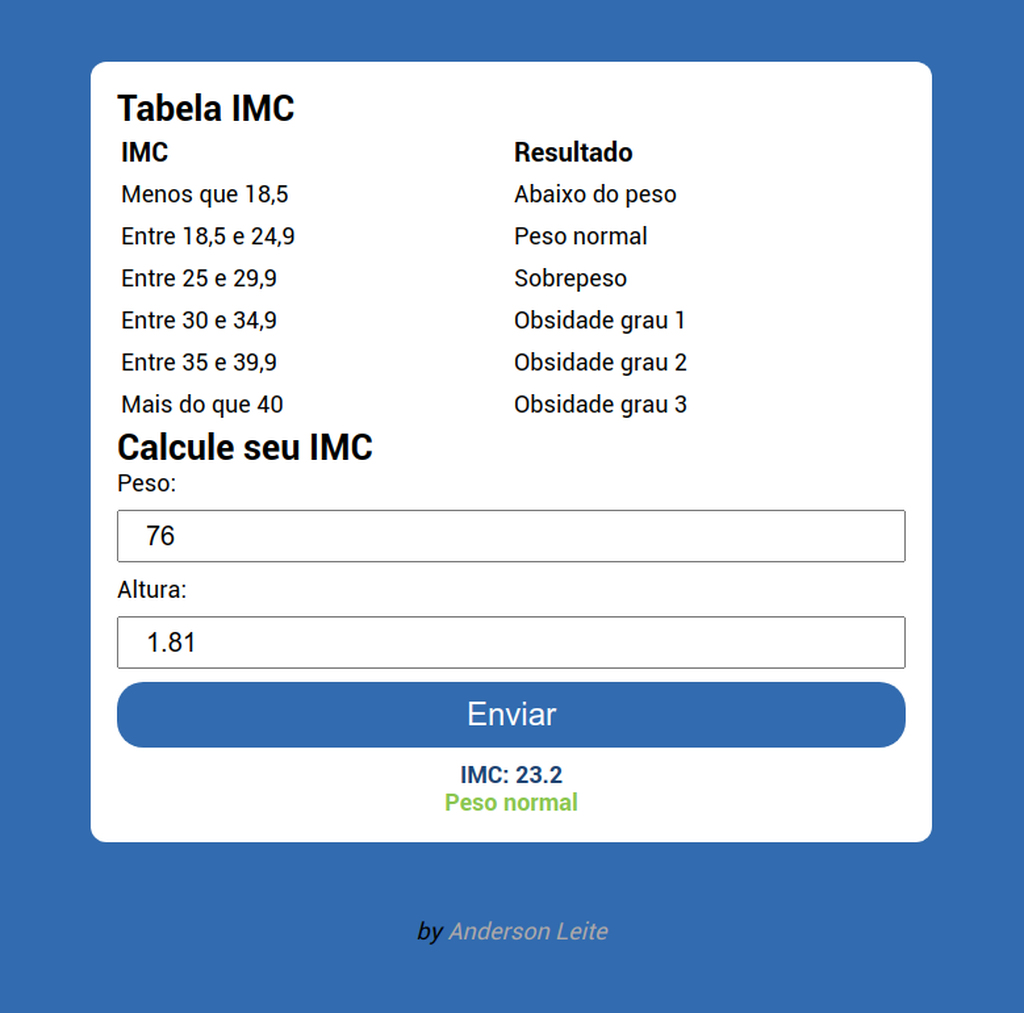 Tabela IMC
IMC Resultado
Menos que 18,5 Abaixo do peso
Entre 18,5 e 24,9 Peso normal
Entre 25 e 29,9 Sobrepeso
Entre 30 e 34,9 Obsidade grau 1
Entre 35 e 39,9 Obsidade grau 2
Mais do que 40 Obsidade grau 3
Calcule seu IMC
Peso:
76
Altura:
1.81
Enviar
IMC: 23.2
Peso normal
by Anderson Leite